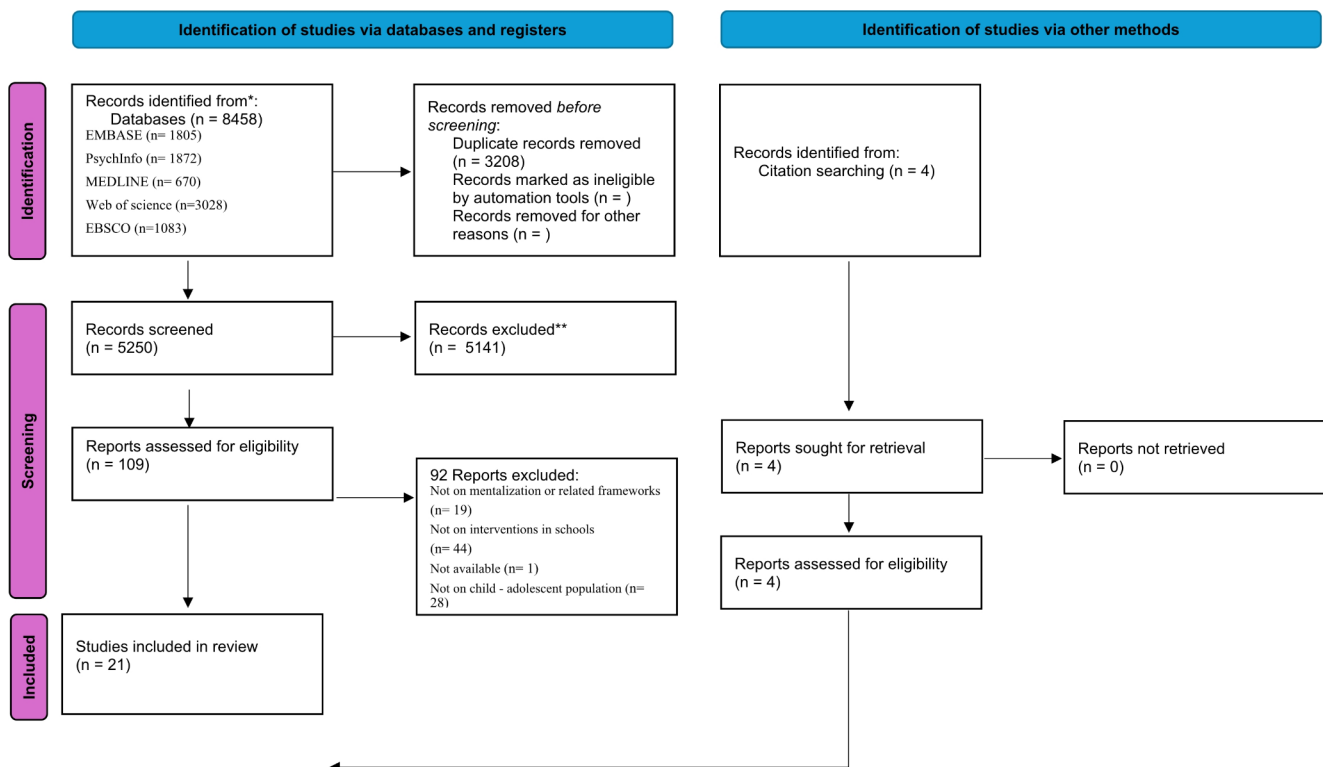 Identification of studies via databases and registers
Identification of studies via other methods
Identification
Records identified from*:
Databases (n = 8458)
EMBASE (n= 1805)
PsychInfo (n= 1872)
MEDLINE (n= 670)
Web of science (n=3028)
EBSCO (n=1083)
Records removed before
screening:
Duplicate records removed
(n = 3208)
Records marked as ineligible
by automation tools (n = )
Records removed for other
reasons (n = )
Records identified from:
Citation searching (n = 4)
Screening
Records screened
(n = 5250)
Records excluded**
(n = 5141)
Reports assessed for eligibility
(n = 109)
92 Reports excluded:
Not on mentalization or related frameworks
(n= 19)
Not on interventions in schools
(n= 44)
Not available (n= 1)
Not on child - adolescent population (n=
28)
Reports sought for retrieval
(n = 4)
Reports not retrieved
(n = 0)
Reports assessed for eligibility
(n = 4)
Included
Studies included in review
(n = 21)